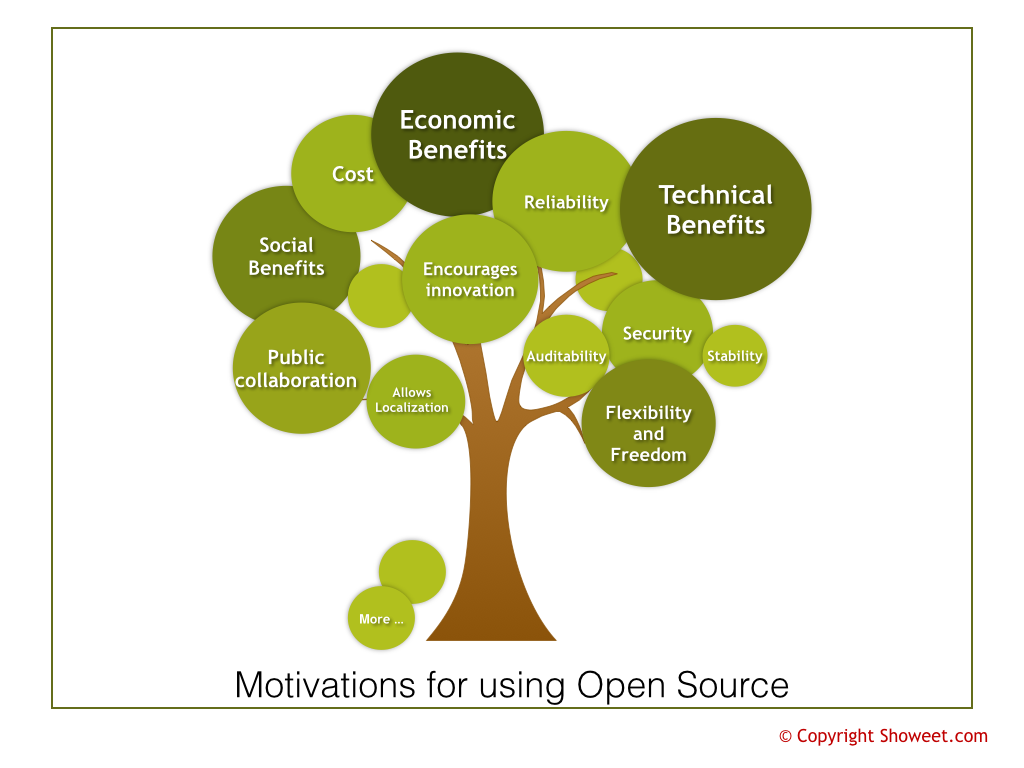 Economic
Benefits
Cost
Reliability
Technical
Benefits
Social
Benefits
Encourages
innovation
Public
collaboration
Allows
Localization
Auditability
Security
Stability
Flexibility
and
Freedom
More ...
Motivations for using Open Source
© Copyright Showeet.com